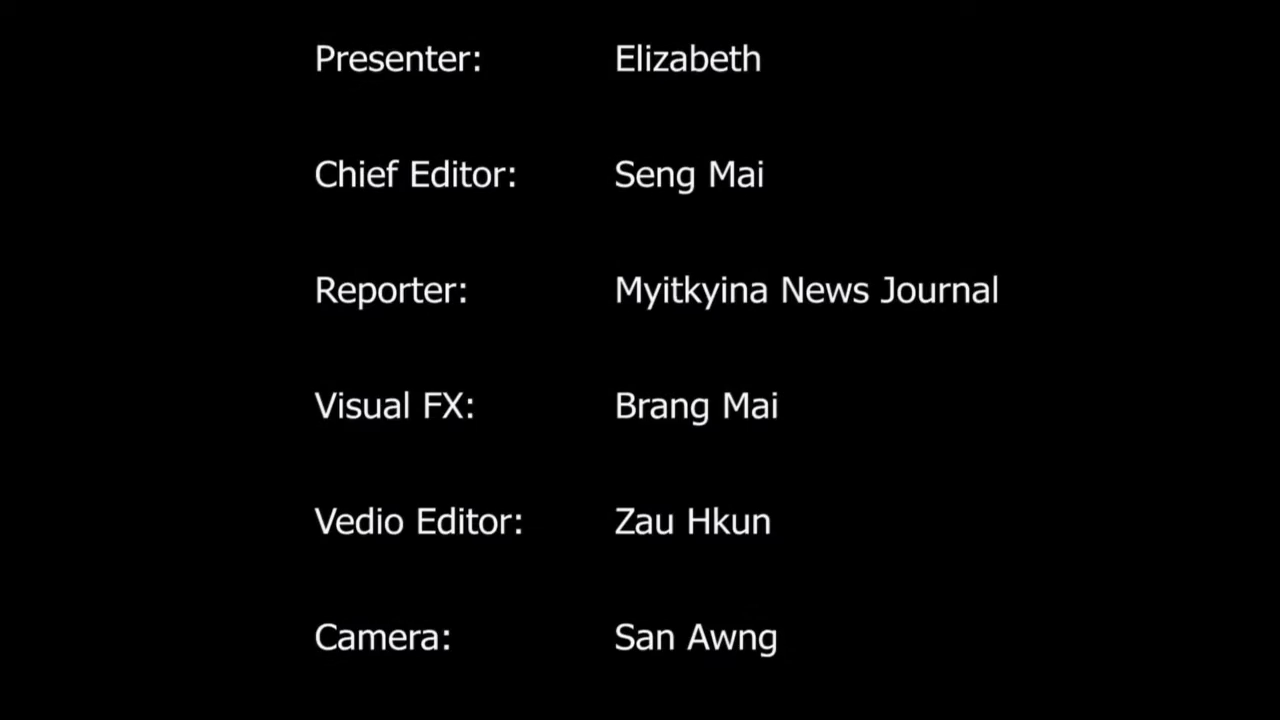 Presenter: Elizabeth
Chief Editor: Seng Mai
Reporter: Myitkyina News Journal
Visual FX: Brang Mai
Vedio Editor: Zau Hkun
Camera: San Awng